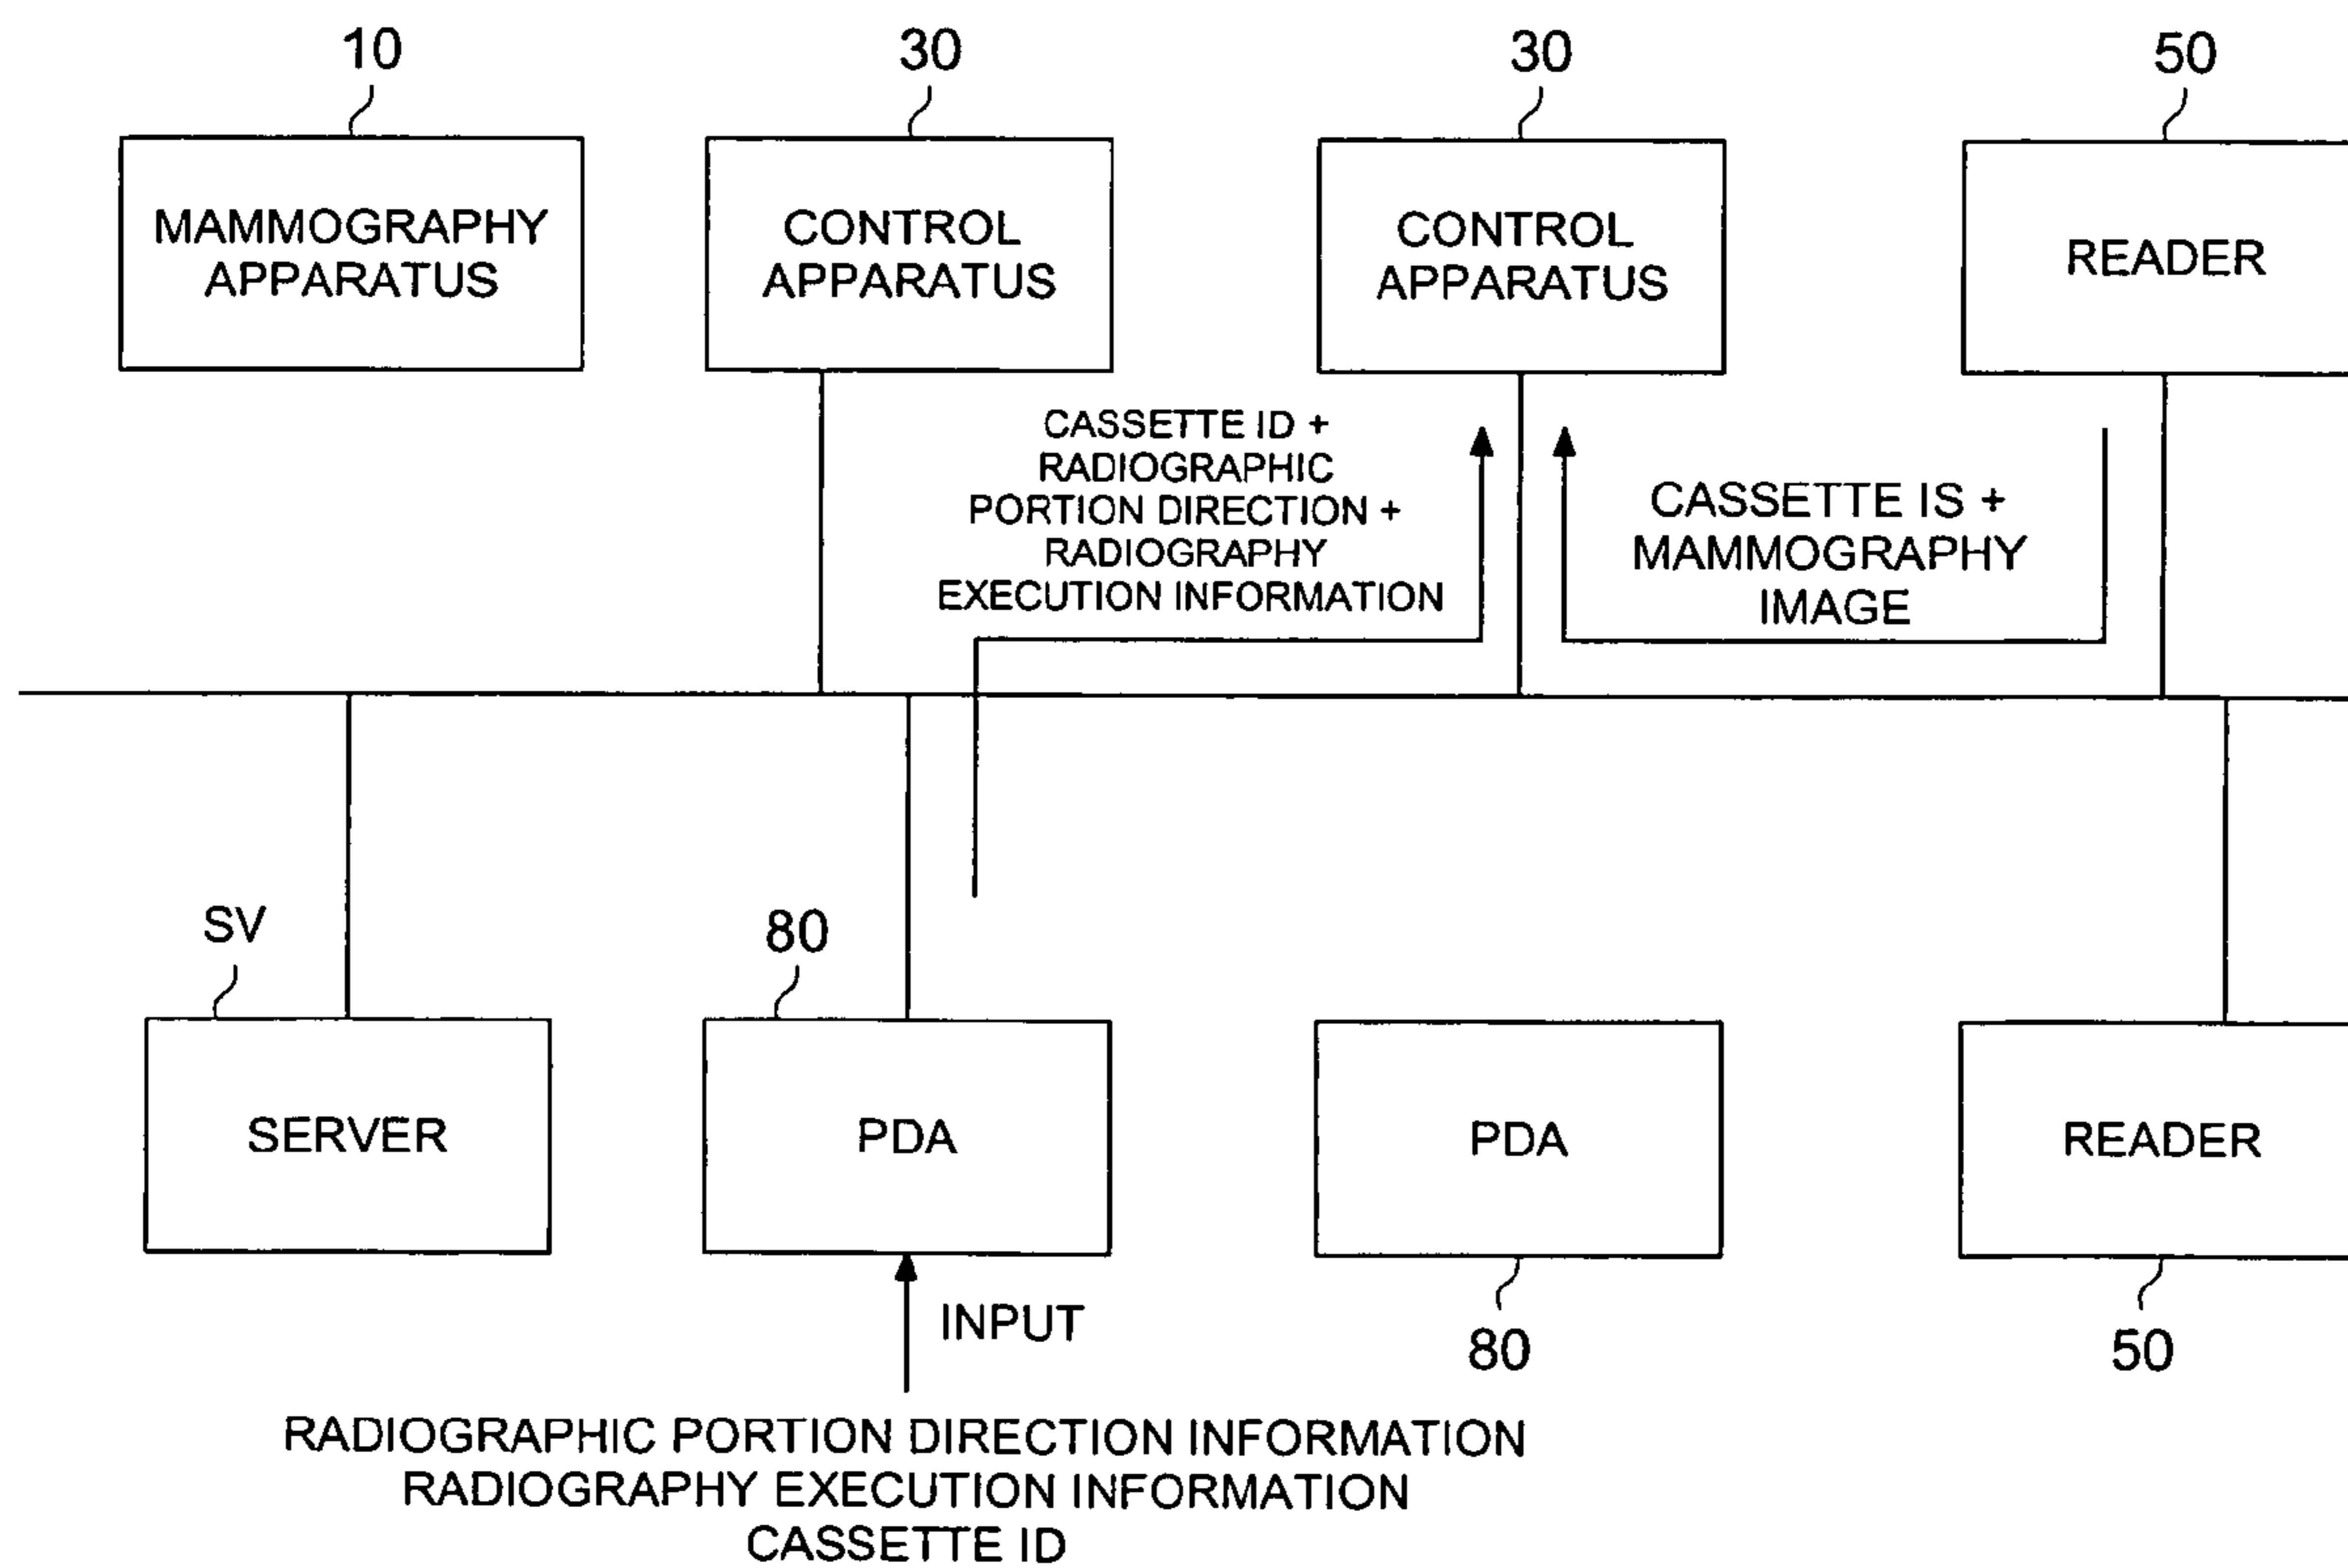 10
30
30
50
MAMMOGRAPHY
APPARATUS
CONTROL
APPARATUS
CONTROL
APPARATUS
READER
CASSETTE ID +
RADIOGRAPHIC
PORTION DIRECTION +
RADIOGRAPHY
EXECUTION INFORMATION
CASSETTE IS +
MAMMOGRAPHY
IMAGE
SV
80
SERVER
PDA
PDA
READER
INPUT
80
50
RADIOGRAPHIC PORTION DIRECTION INFORMATION
RADIOGRAPHY EXECUTION INFORMATION
CASSETTE ID